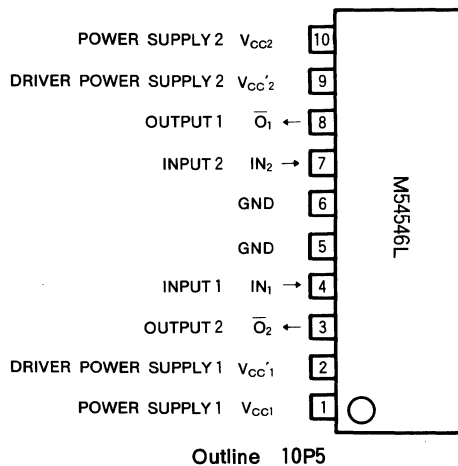 POWER SUPPLY 2 VCC2 10
DRIVER POWER SUPPLY 2 VCC'2 9
OUTPUT 1 O̅1 ← 8
INPUT 2 IN2 → 7
GND 6
GND 5
INPUT 1 IN1 → 4
OUTPUT 2 O̅2 ← 3
DRIVER POWER SUPPLY 1 VCC'1 2
POWER SUPPLY 1 VCC1 1
M54546L
Outline 10P5